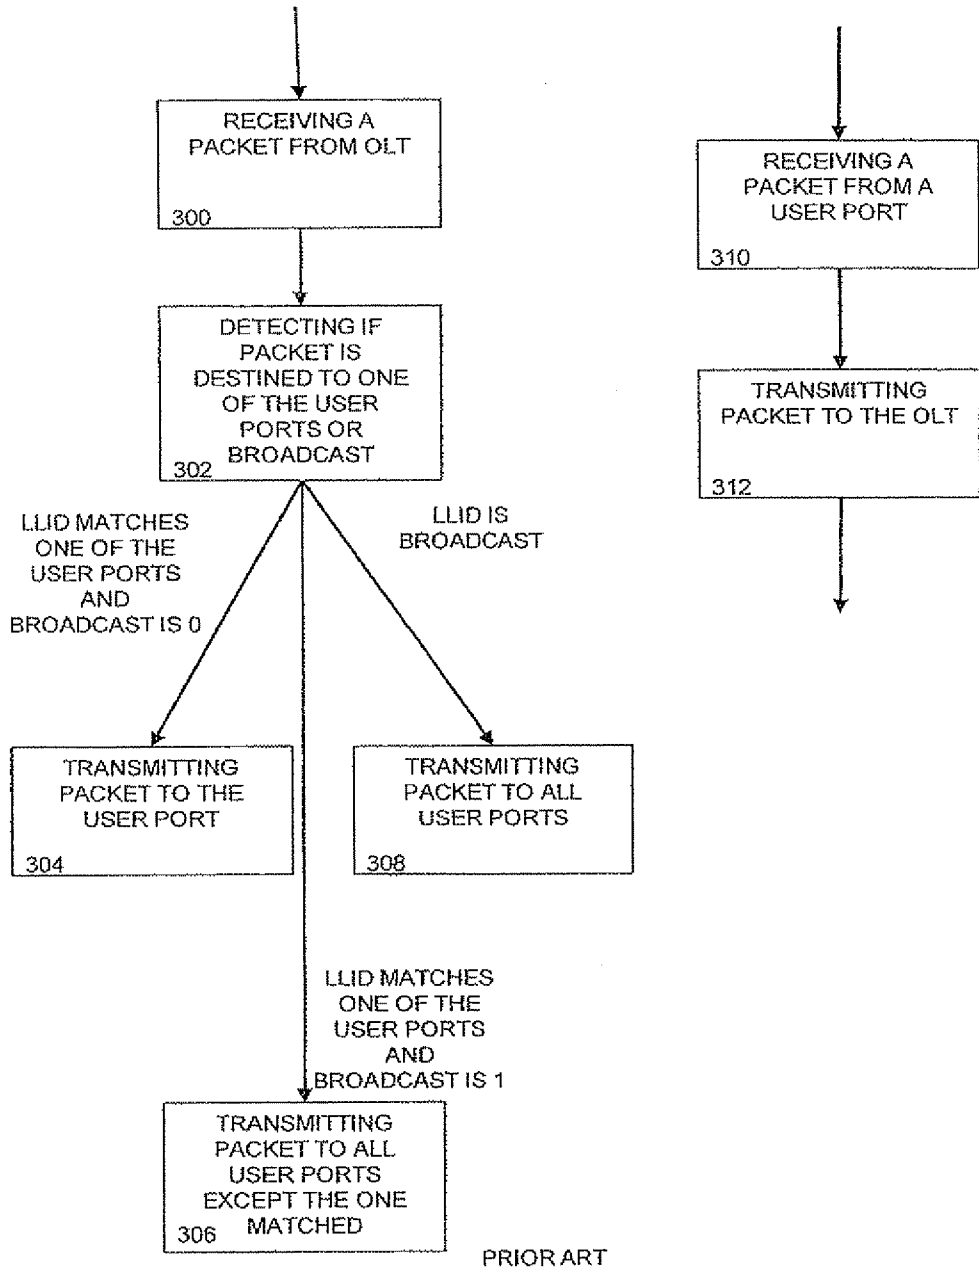 RECEIVING A
PACKET FROM OLT
300
DETECTING IF
PACKET IS
DESTINED TO ONE
OF THE USER
PORTS OR
BROADCAST
302
LLID MATCHES
ONE OF THE
USER PORTS
AND
BROADCAST IS 0
LLID IS
BROADCAST
TRANSMITTING
PACKET TO THE
USER PORT
304
TRANSMITTING
PACKET TO ALL
USER PORTS
308
LLID MATCHES
ONE OF THE
USER PORTS
AND
BROADCAST IS 1
TRANSMITTING
PACKET TO ALL
USER PORTS
EXCEPT THE ONE
MATCHED
306
RECEIVING A
PACKET FROM A
USER PORT
310
TRANSMITTING
PACKET TO THE OLT
312
PRIOR ART